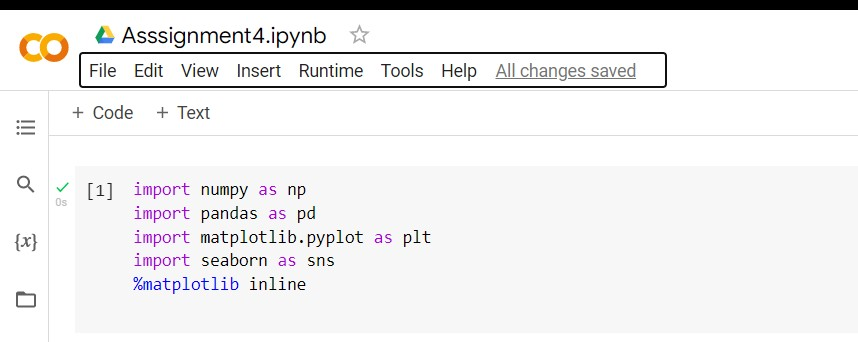 Asssignment4.ipynb
File Edit View Insert Runtime Tools Help All changes saved
+ Code + Text
[1] import numpy as np
0s
import pandas as pd
import matplotlib.pyplot as plt
{x}
import seaborn as sns
%matplotlib inline